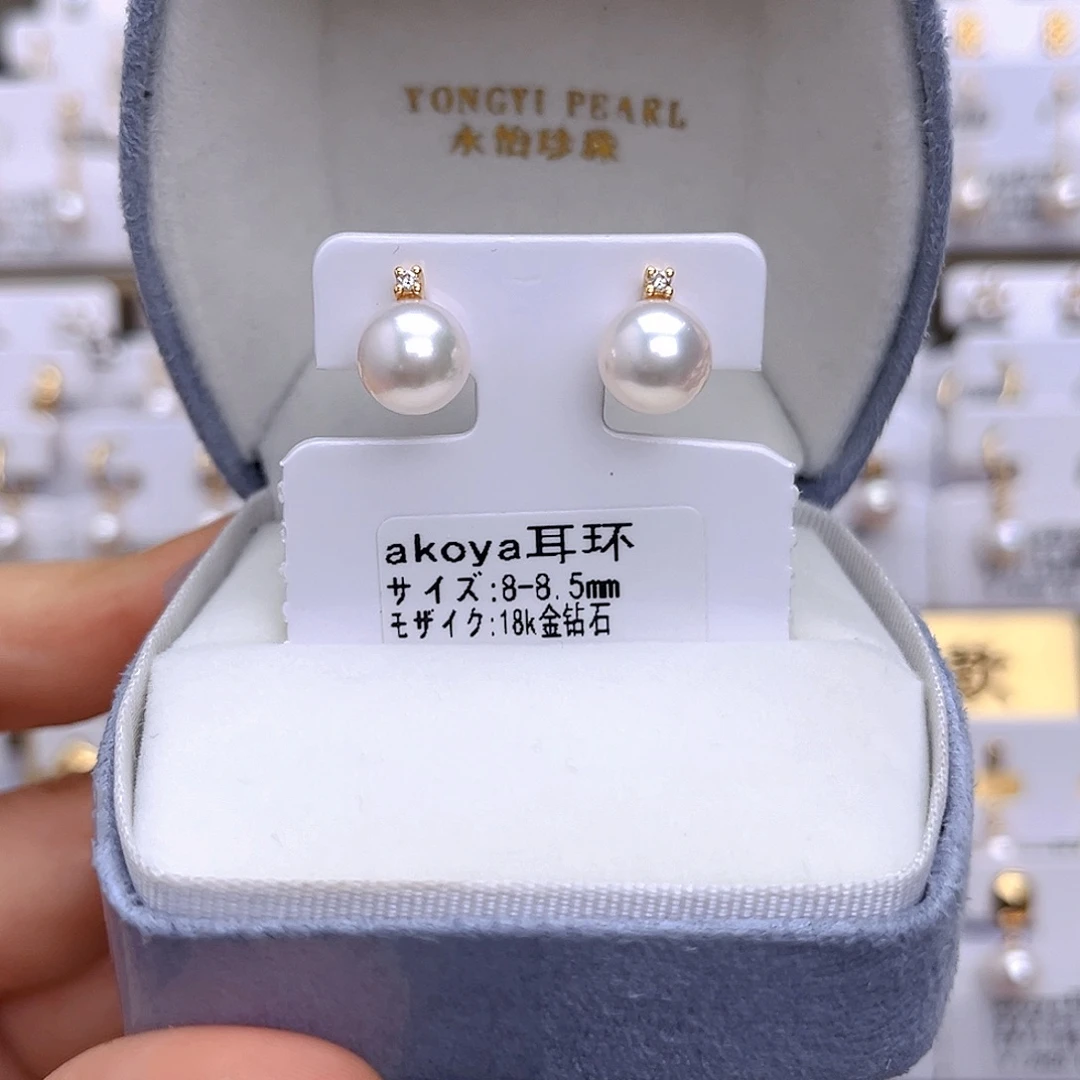 YONGYI PEARL
永怡珍珠
akoya耳环
サイズ:8-8.5mm
モザイク:18k金钻石